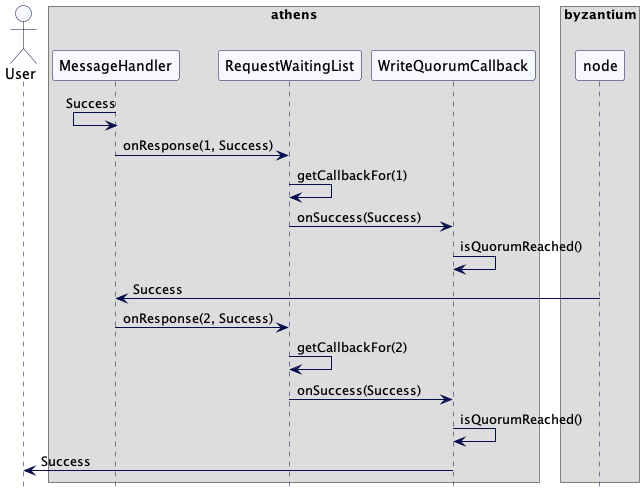 athens
byzantium
User
MessageHandler
RequestWaitingList
WriteQuorumCallback
node
Success
onResponse(1, Success)
getCallbackFor(1)
onSuccess(Success)
isQuorumReached()
Success
onResponse(2, Success)
getCallbackFor(2)
onSuccess(Success)
isQuorumReached()
Success